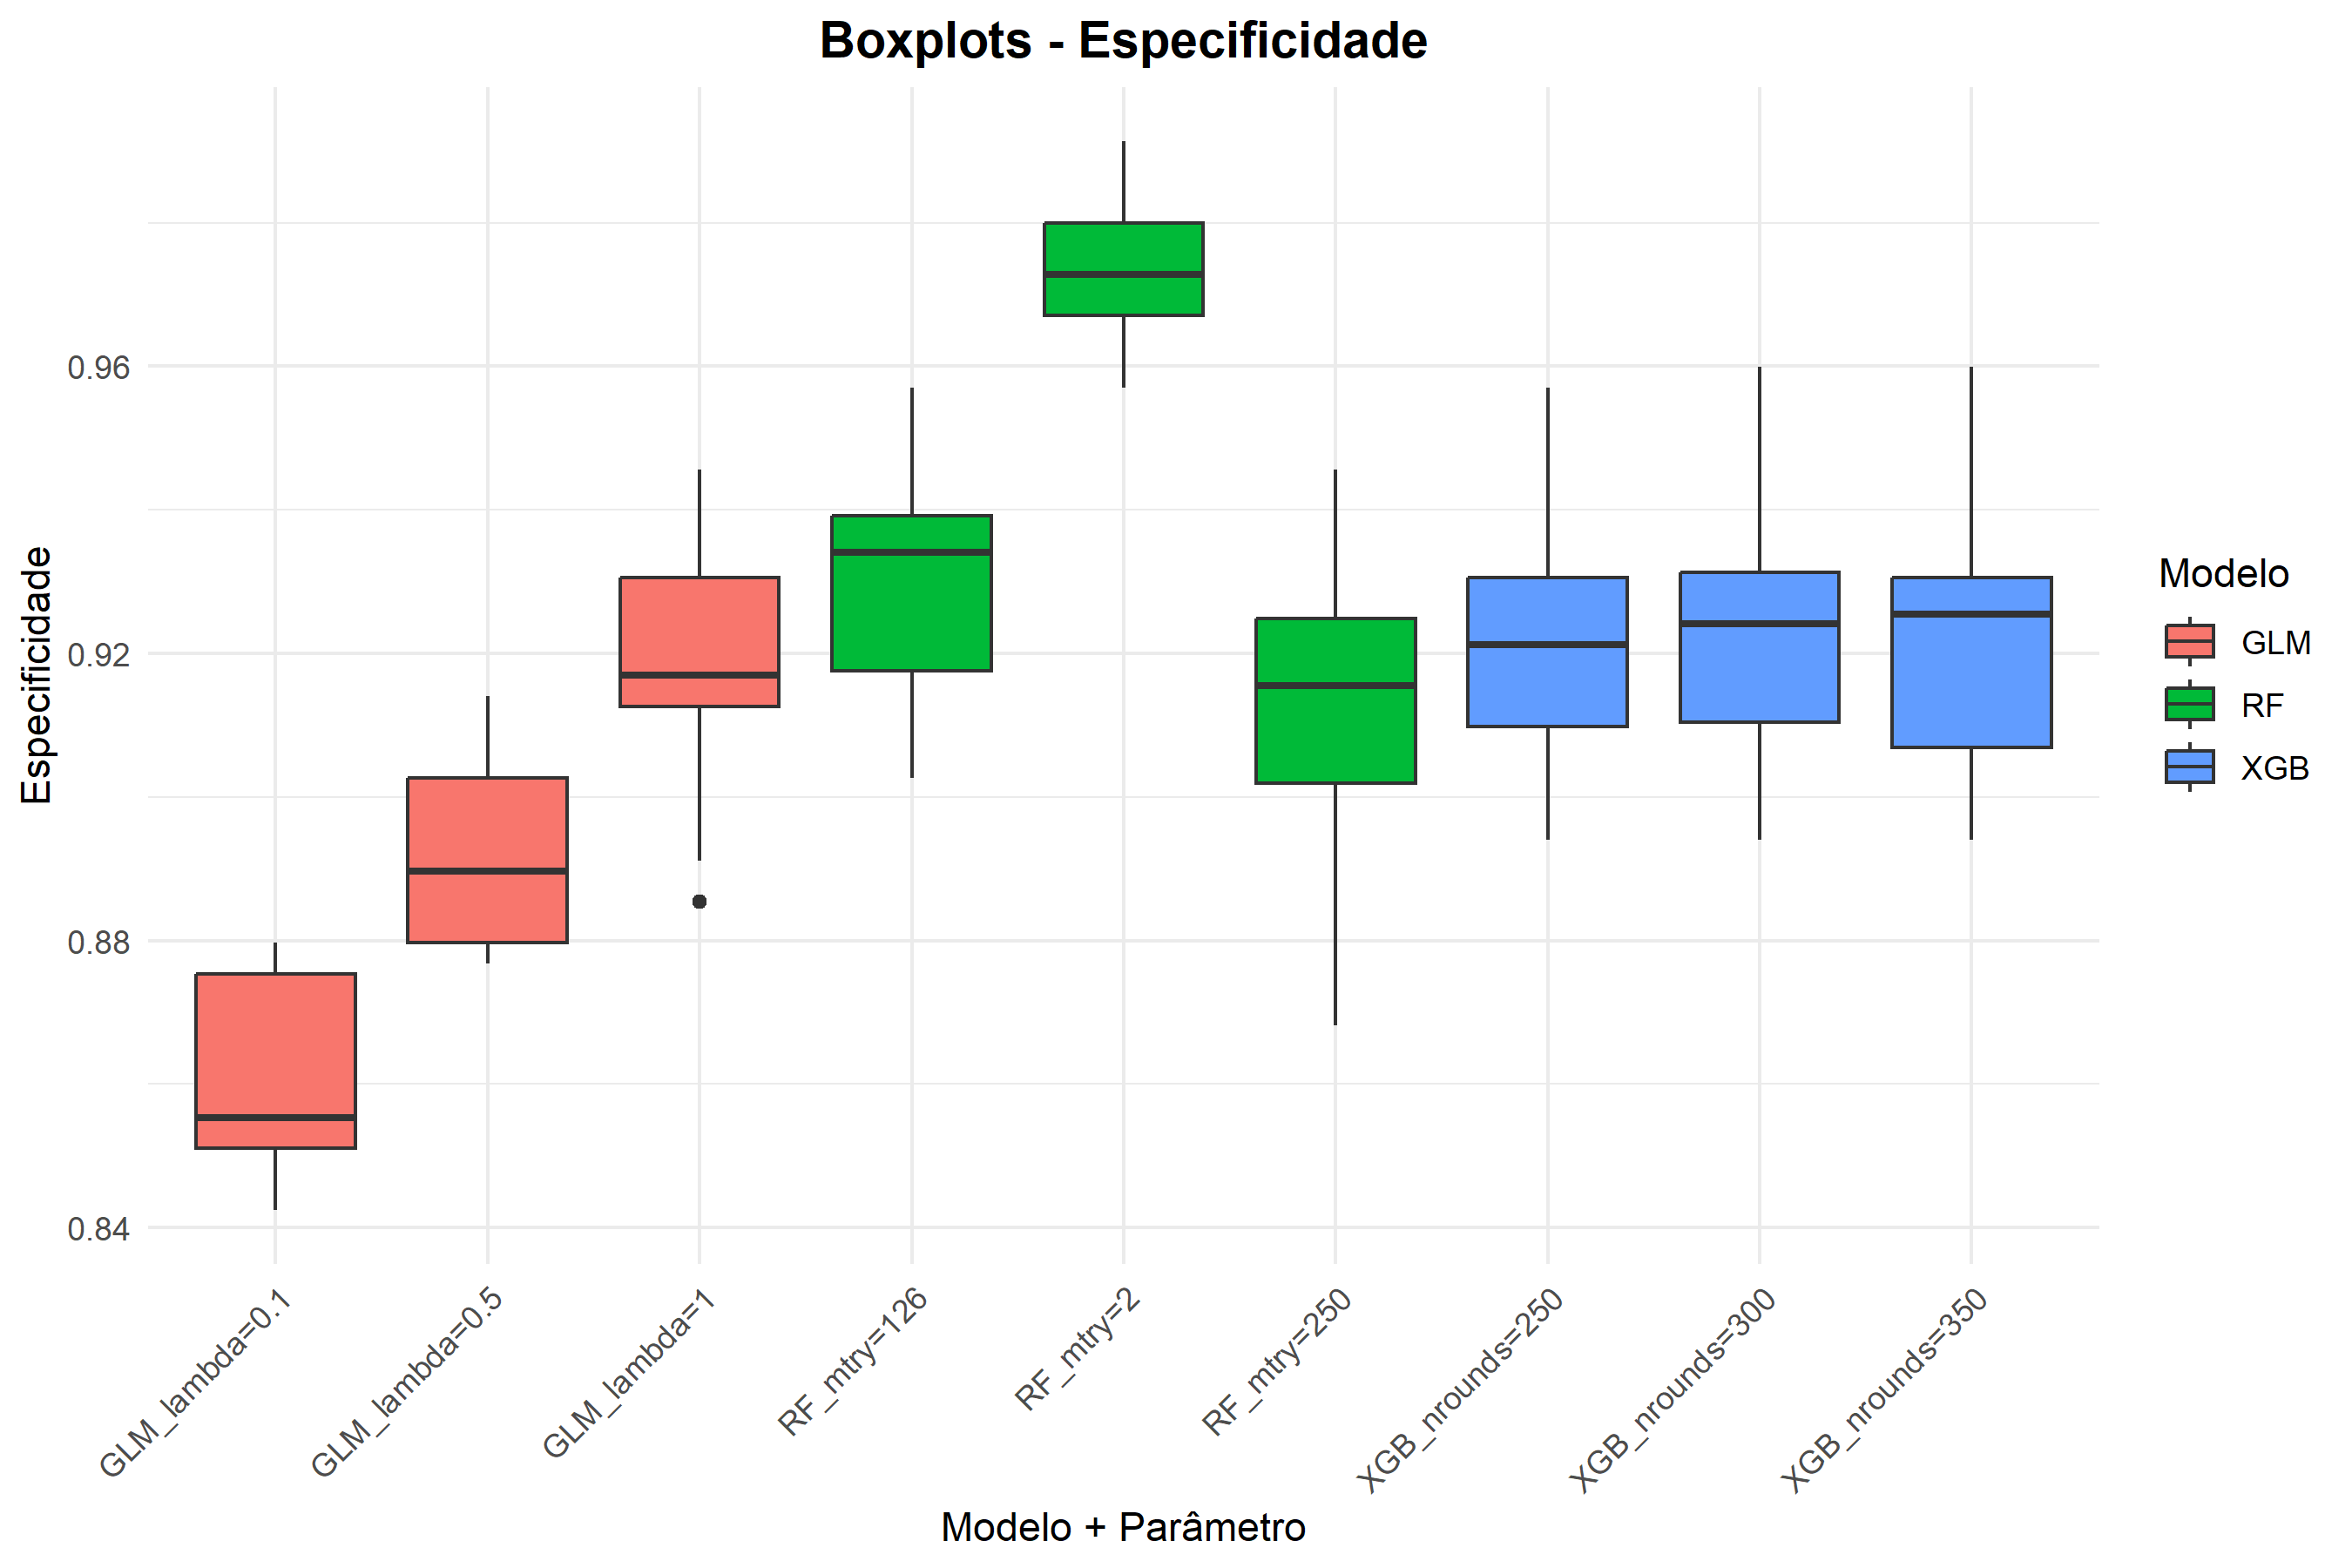 Boxplots - Especificidade
Especificidade
0.96
0.92
0.88
0.84
GLM_lambda=0.1
GLM_lambda=0.5
GLM_lambda=1
RF_mtry=126
RF_mtry=2
RF_mtry=250
XGB_nrounds=250
XGB_nrounds=300
XGB_nrounds=350
Modelo + Parâmetro
Modelo
GLM
RF
XGB